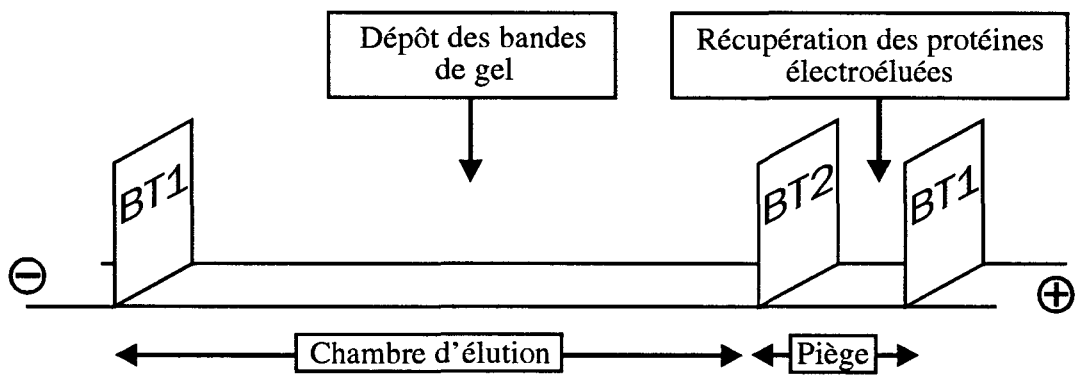 Dépôt des bandes
de gel
Récupération des protéines
électroéluées
BT1
BT2
BT1
⊖
⊕
Chambre d'élution
Piège